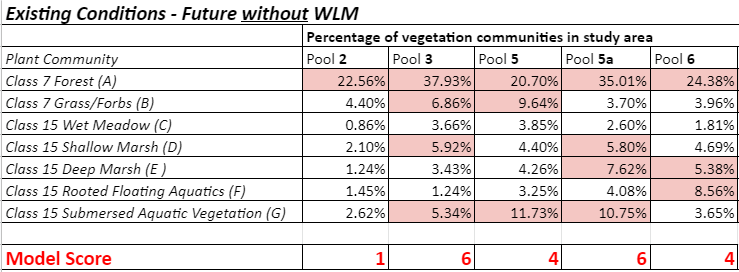 Existing Conditions - Future without WLM
Percentage of vegetation communities in study area
Plant Community Pool 2 Pool 3 Pool 5 Pool 5a Pool 6
Class 7 Forest (A) 22.56% 37.93% 20.70% 35.01% 24.38%
Class 7 Grass/Forbs (B) 4.40% 6.86% 9.64% 3.70% 3.96%
Class 15 Wet Meadow (C) 0.86% 3.66% 3.85% 2.60% 1.81%
Class 15 Shallow Marsh (D) 2.10% 5.92% 4.40% 5.80% 4.69%
Class 15 Deep Marsh (E ) 1.24% 3.43% 4.26% 7.62% 5.38%
Class 15 Rooted Floating Aquatics (F) 1.45% 1.24% 3.25% 4.08% 8.56%
Class 15 Submersed Aquatic Vegetation (G) 2.62% 5.34% 11.73% 10.75% 3.65%
Model Score 1 6 4 6 4